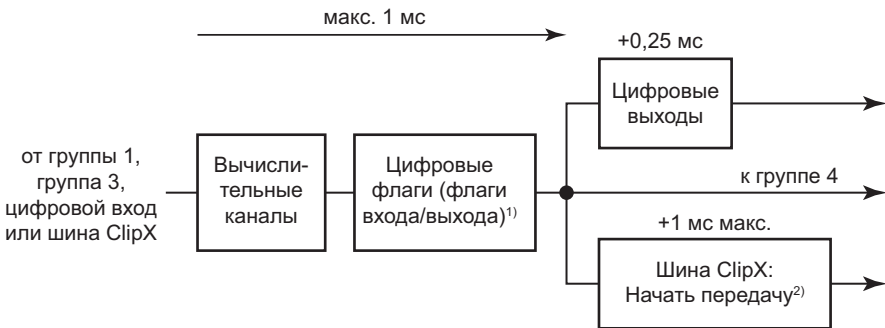 макс. 1 мс
+0,25 мс
Цифровые
выходы
от группы 1,
группа 3,
цифровой вход
или шина ClipX
Вычисли-
тельные
каналы
Цифровые
флаги (флаги
входа/выхода)1)
к группе 4
+1 мс макс.
Шина ClipX:
Начать передачу2)